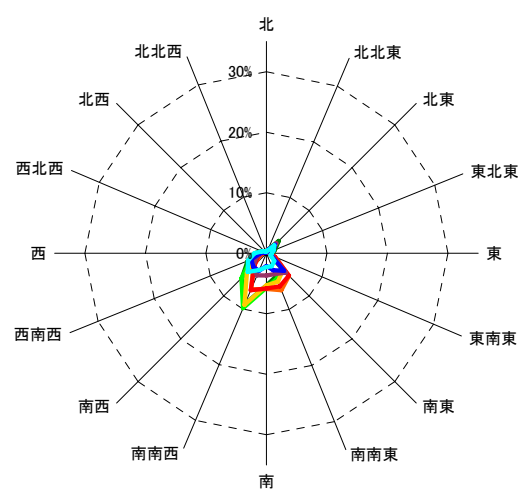 北
北北西
北北東
30%
北西
北東
20%
西北西
東北東
10%
西
0%
東
西南西
東南東
南西
南東
南南西
南南東
南